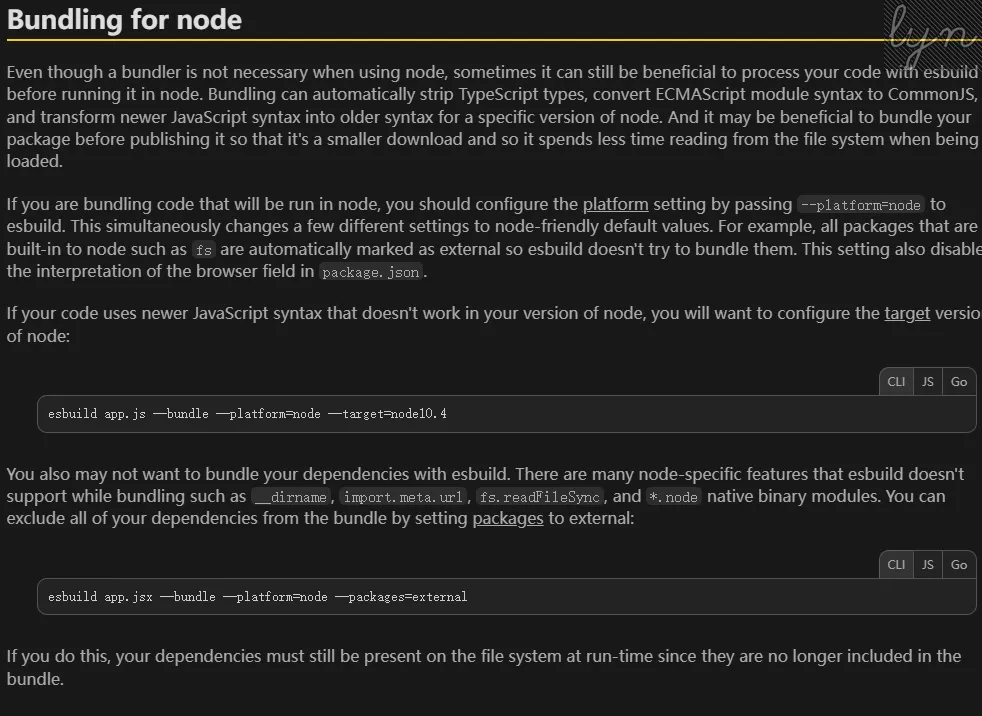 Bundling for node
lyn
Even though a bundler is not necessary when using node, sometimes it can still be beneficial to process your code with esbuild
before running it in node. Bundling can automatically strip TypeScript types, convert ECMAScript module syntax to CommonJS,
and transform newer JavaScript syntax into older syntax for a specific version of node. And it may be beneficial to bundle your
package before publishing it so that it's a smaller download and so it spends less time reading from the file system when being
loaded.
If you are bundling code that will be run in node, you should configure the platform setting by passing --platform=node to
esbuild. This simultaneously changes a few different settings to node-friendly default values. For example, all packages that are
built-in to node such as fs are automatically marked as external so esbuild doesn't try to bundle them. This setting also disable
the interpretation of the browser field in package.json.
If your code uses newer JavaScript syntax that doesn't work in your version of node, you will want to configure the target versio
of node:
CLI JS Go
esbuild app.js --bundle --platform=node --target=node10.4
You also may not want to bundle your dependencies with esbuild. There are many node-specific features that esbuild doesn't
support while bundling such as __dirname, import.meta.url, fs.readFileSync, and *.node native binary modules. You can
exclude all of your dependencies from the bundle by setting packages to external:
CLI JS Go
esbuild app.jsx --bundle --platform=node --packages=external
If you do this, your dependencies must still be present on the file system at run-time since they are no longer included in the
bundle.